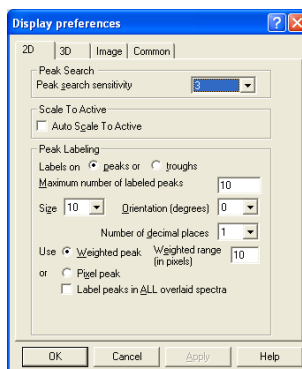 Display preferences
2D 3D Image Common
Peak Search
Peak search sensitivity 3
Scale To Active
Auto Scale To Active
Peak Labeling
Labels on peaks or troughs
Maximum number of labeled peaks 10
Size 10 Orientation (degrees) 0
Number of decimal places 1
Use Weighted peak Weighted range (in pixels) 10
or Pixel peak
Label peaks in ALL overlaid spectra
OK Cancel Apply Help